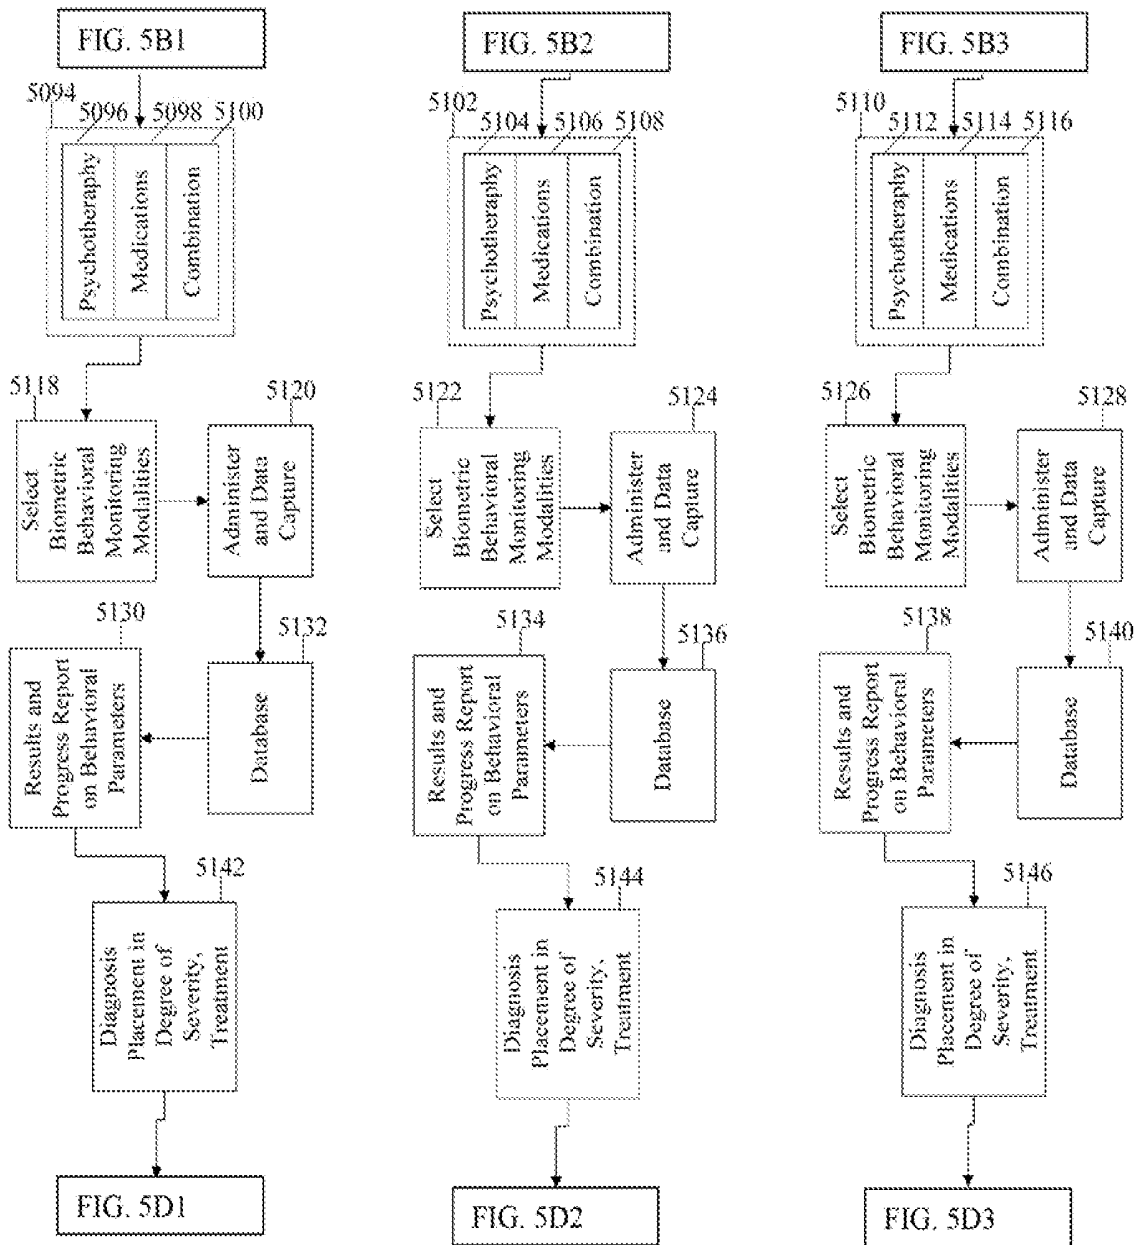 FIG. 5B1
5094
5096
5098
5100
Psychotheraphy
Medications
Combination
5118
Select
Biometric
Behavioral
Monitoring
Modalities
5120
Administer
and Data
Capture
5130
Results and
Progress Report
on Behavioral
Parameters
5132
Database
5142
Diagnosis
Placement in
Degree of
Severity,
Treatment
FIG. 5D1
FIG. 5B2
5102
5104
5106
5108
Psychotheraphy
Medications
Combination
5122
Select
Biometric
Behavioral
Monitoring
Modalities
5124
Administer
and Data
Capture
5134
Results and
Progress Report
on Behavioral
Parameters
5136
Database
5144
Diagnosis
Placement in
Degree of
Severity,
Treatment
FIG. 5D2
FIG. 5B3
5110
5112
5114
5116
Psychotheraphy
Medications
Combination
5126
Select
Biometric
Behavioral
Monitoring
Modalities
5128
Administer
and Data
Capture
5138
Results and
Progress Report
on Behavioral
Parameters
5140
Database
5146
Diagnosis
Placement in
Degree of
Severity,
Treatment
FIG. 5D3